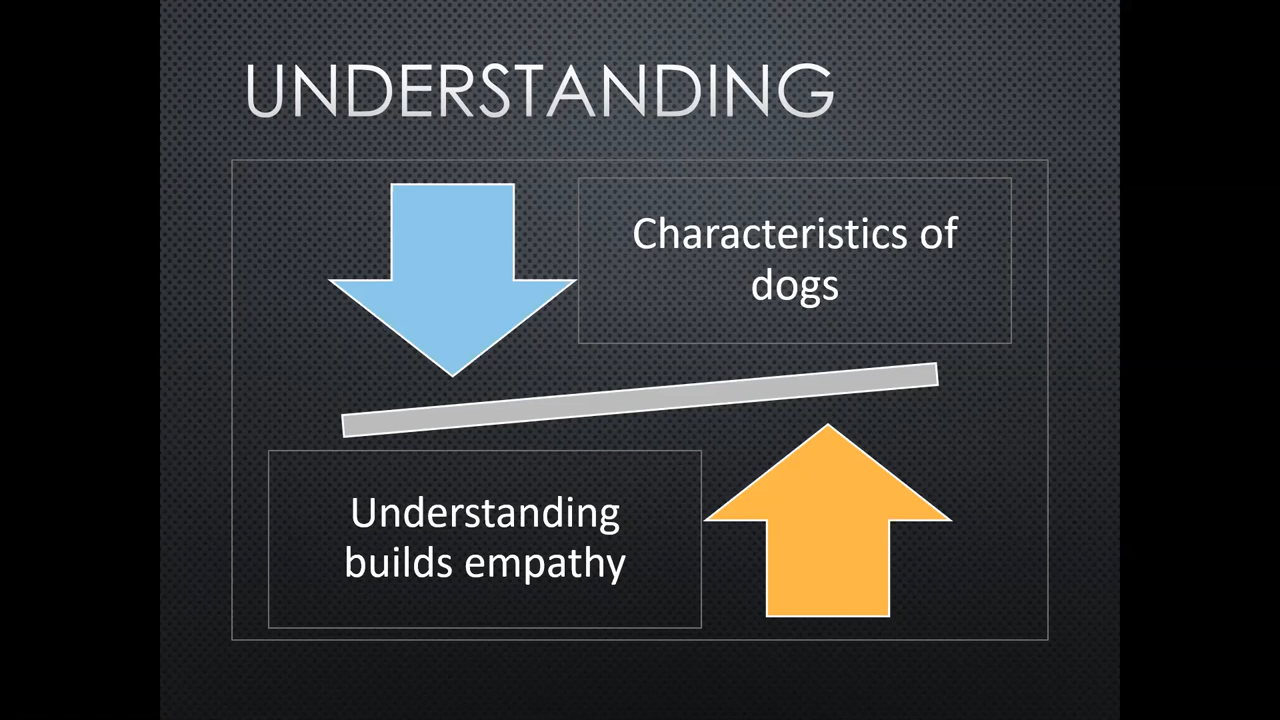 UNDERSTANDING
Characteristics of
dogs
Understanding
builds empathy